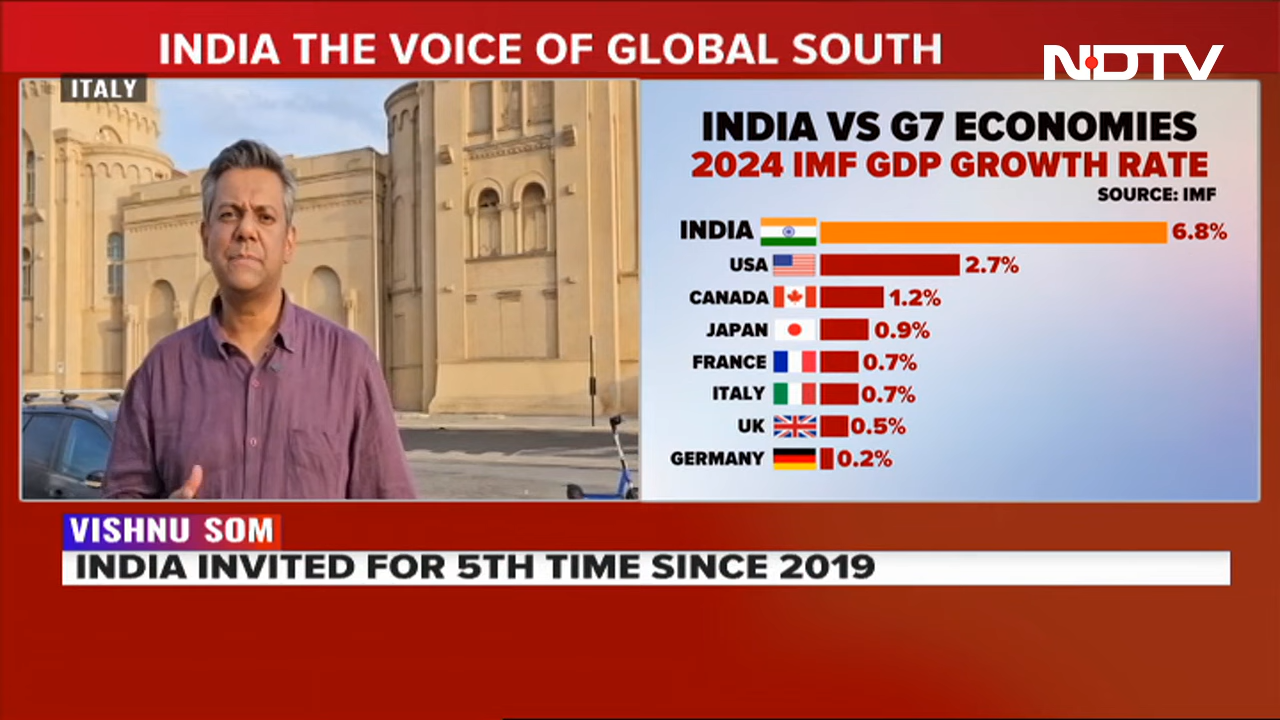 INDIA THE VOICE OF GLOBAL SOUTH
NDTV
ITALY
INDIA VS G7 ECONOMIES
2024 IMF GDP GROWTH RATE
SOURCE: IMF
INDIA 6.8%
USA 2.7%
CANADA 1.2%
JAPAN 0.9%
FRANCE 0.7%
ITALY 0.7%
UK 0.5%
GERMANY 0.2%
VISHNU SOM
INDIA INVITED FOR 5TH TIME SINCE 2019